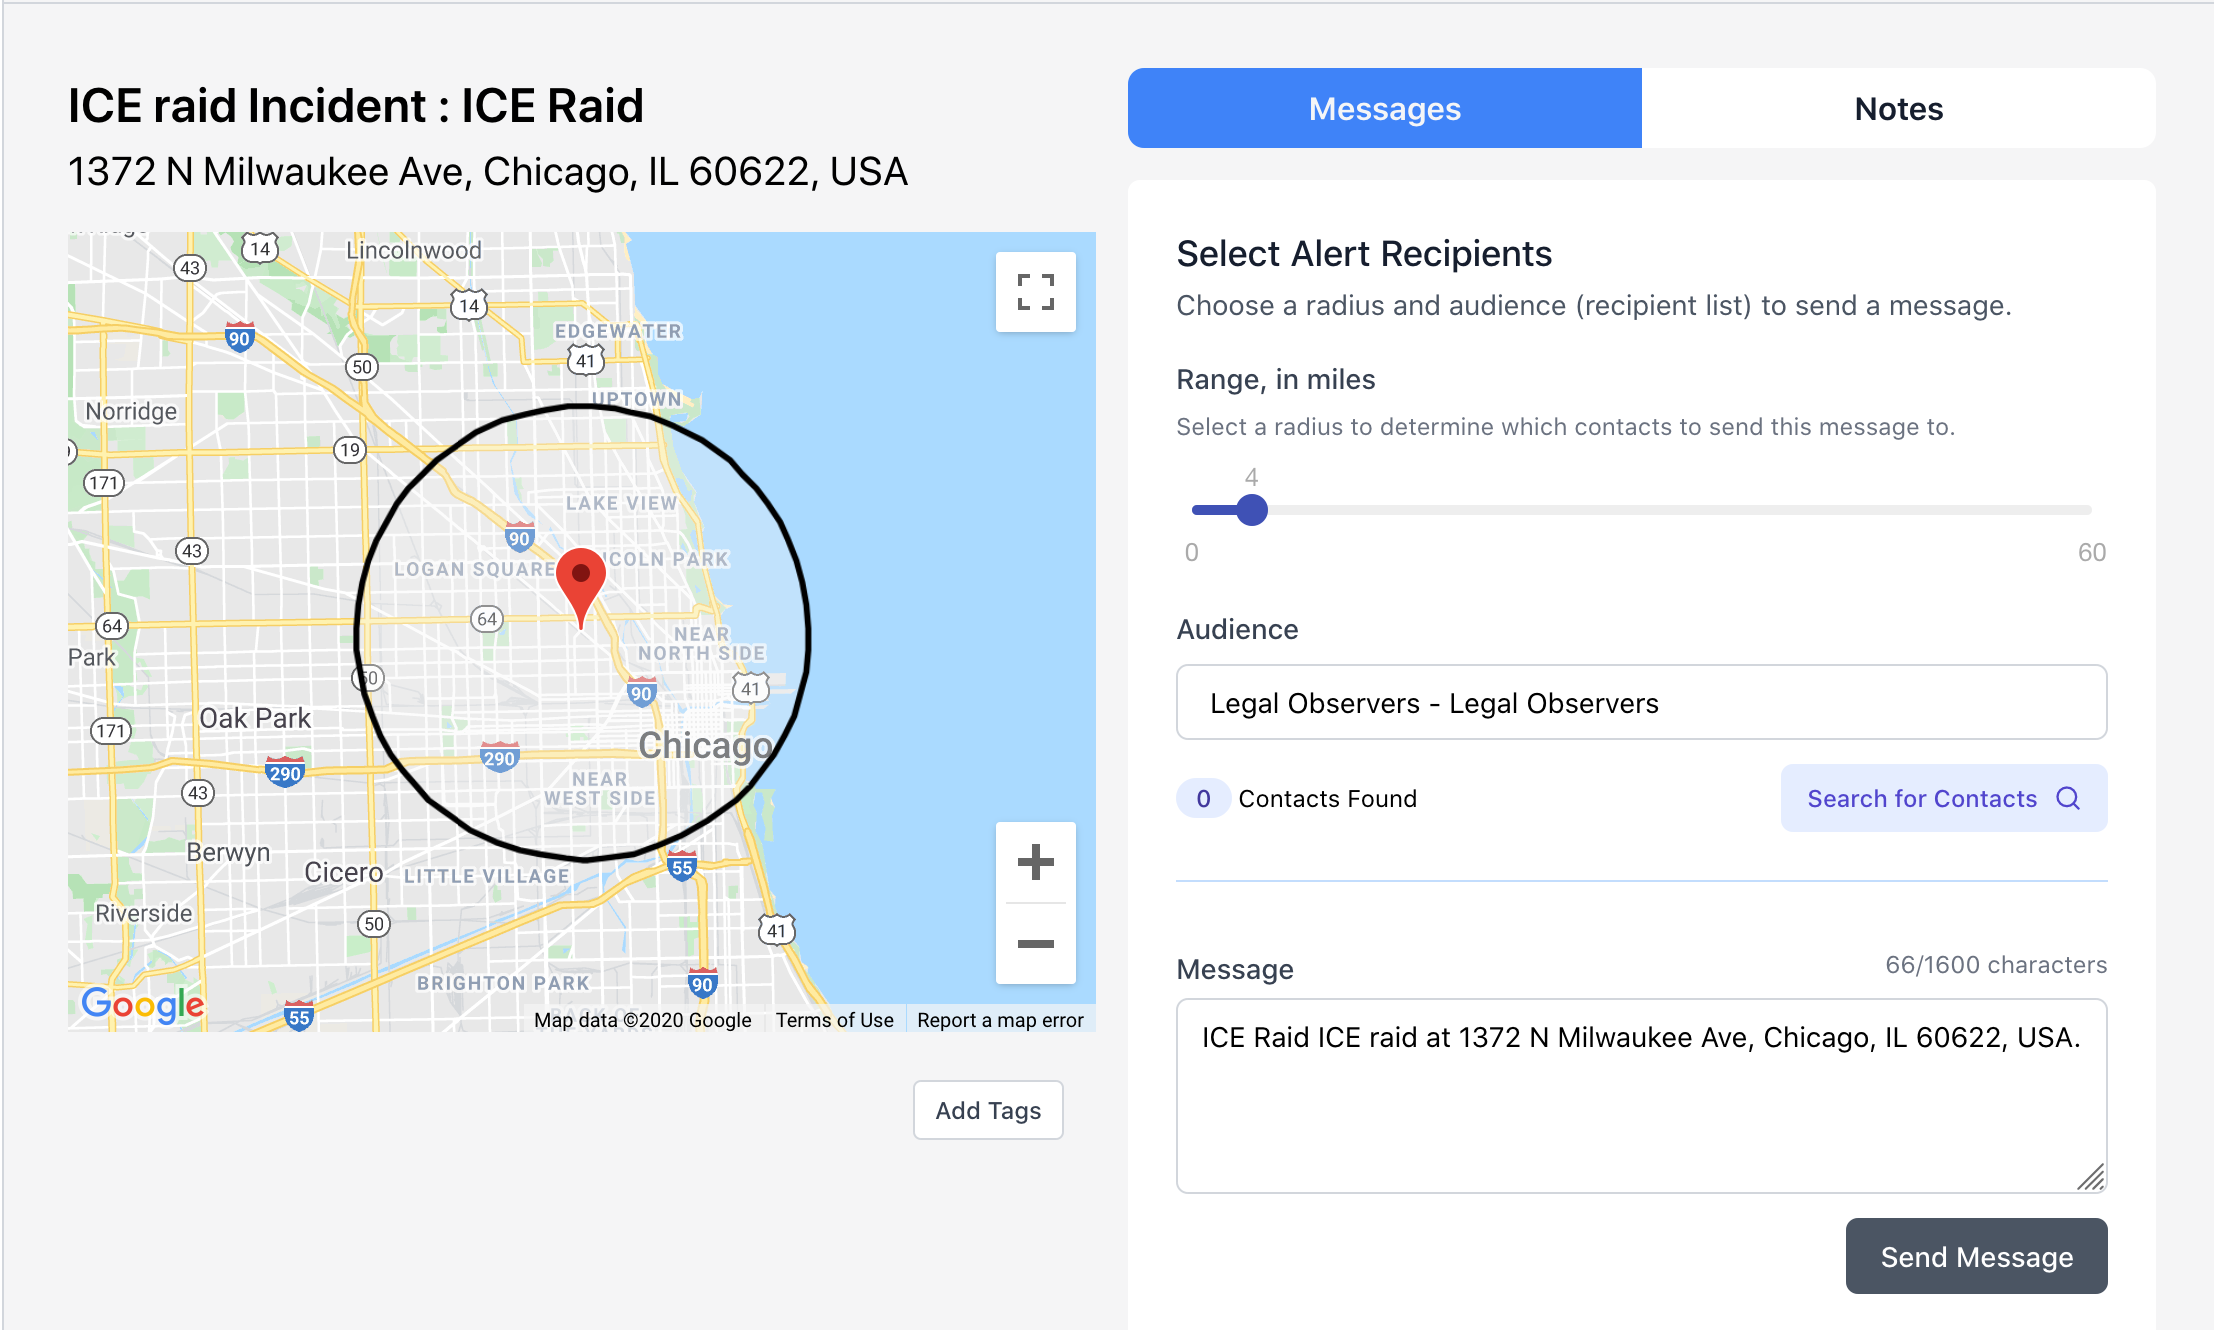 ICE raid Incident : ICE Raid
1372 N Milwaukee Ave, Chicago, IL 60622, USA
14
Lincolnwood
43
14
90
EDGEWATER
41
50
UPTOWN
Norridge
19
171
LAKE VIEW
90
43
LOGAN SQUARE
COLN PARK
64
64
NEAR
NORTH SIDE
Park
50
90
41
Oak Park
171
Chicago
290
290
43
NEAR
WEST SIDE
Berwyn
Cicero
LITTLE VILLAGE
55
Riverside
50
41
BRIGHTON PARK
90
Google
55
Map data ©2020 Google
Terms of Use
Report a map error
Add Tags
Messages
Notes
Select Alert Recipients
Choose a radius and audience (recipient list) to send a message.
Range, in miles
Select a radius to determine which contacts to send this message to.
4
0
60
Audience
Legal Observers - Legal Observers
0 Contacts Found
Search for Contacts
Message
66/1600 characters
ICE Raid ICE raid at 1372 N Milwaukee Ave, Chicago, IL 60622, USA.
Send Message